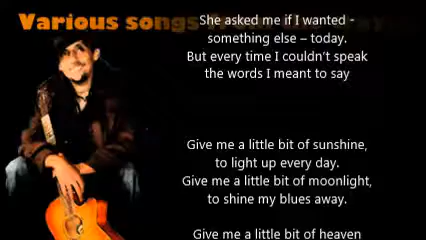 Various songs
She asked me if I wanted -
something else – today.
But every time I couldn't speak
the words I meant to say
Give me a little bit of sunshine,
to light up every day.
Give me a little bit of moonlight,
to shine my blues away.
Give me a little bit of heaven